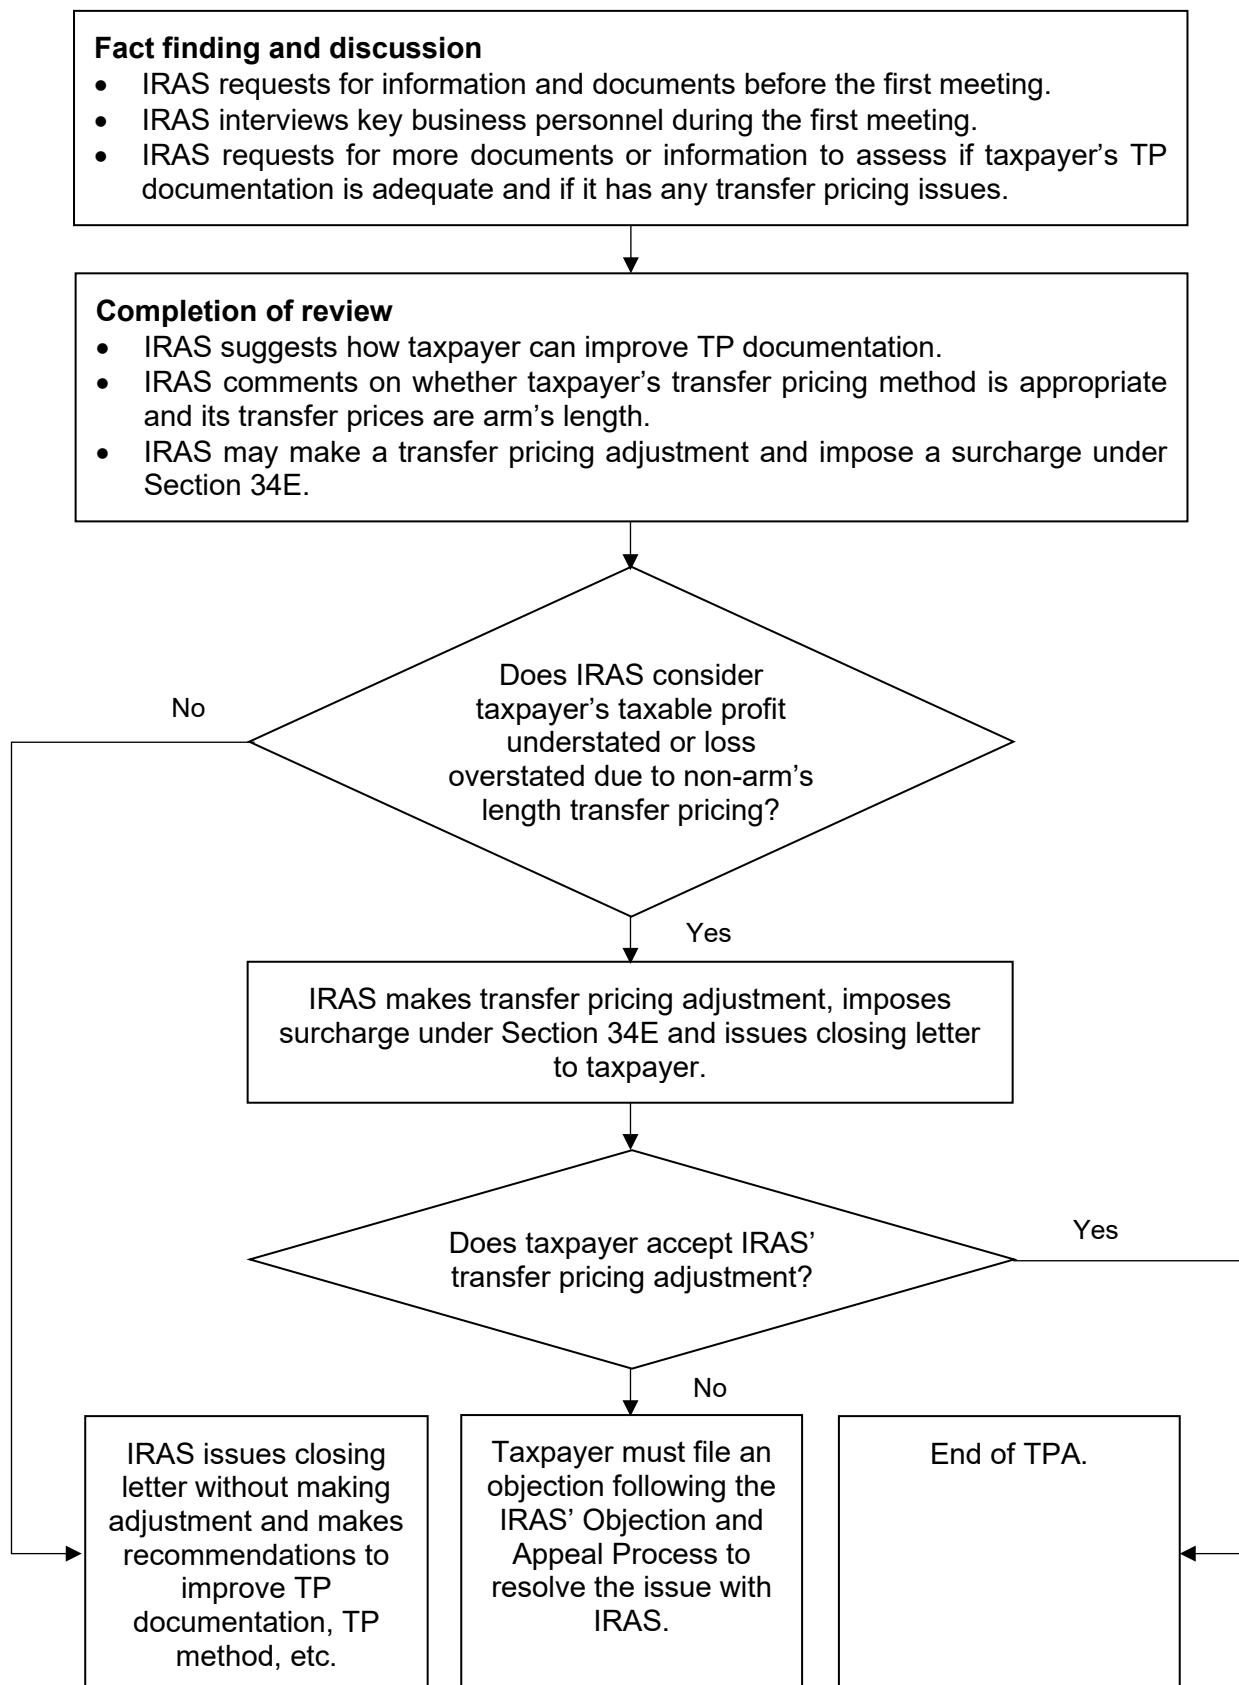 Fact finding and discussion
• IRAS requests for information and documents before the first meeting.
• IRAS interviews key business personnel during the first meeting.
• IRAS requests for more documents or information to assess if taxpayer’s TP
documentation is adequate and if it has any transfer pricing issues.
Completion of review
• IRAS suggests how taxpayer can improve TP documentation.
• IRAS comments on whether taxpayer’s transfer pricing method is appropriate
and its transfer prices are arm’s length.
• IRAS may make a transfer pricing adjustment and impose a surcharge under
Section 34E.
Does IRAS consider
taxpayer’s taxable profit
understated or loss
overstated due to non-arm’s
length transfer pricing?
No
Yes
IRAS makes transfer pricing adjustment, imposes
surcharge under Section 34E and issues closing letter
to taxpayer.
Does taxpayer accept IRAS’
transfer pricing adjustment?
Yes
No
IRAS issues closing
letter without making
adjustment and makes
recommendations to
improve TP
documentation, TP
method, etc.
Taxpayer must file an
objection following the
IRAS’ Objection and
Appeal Process to
resolve the issue with
IRAS.
End of TPA.